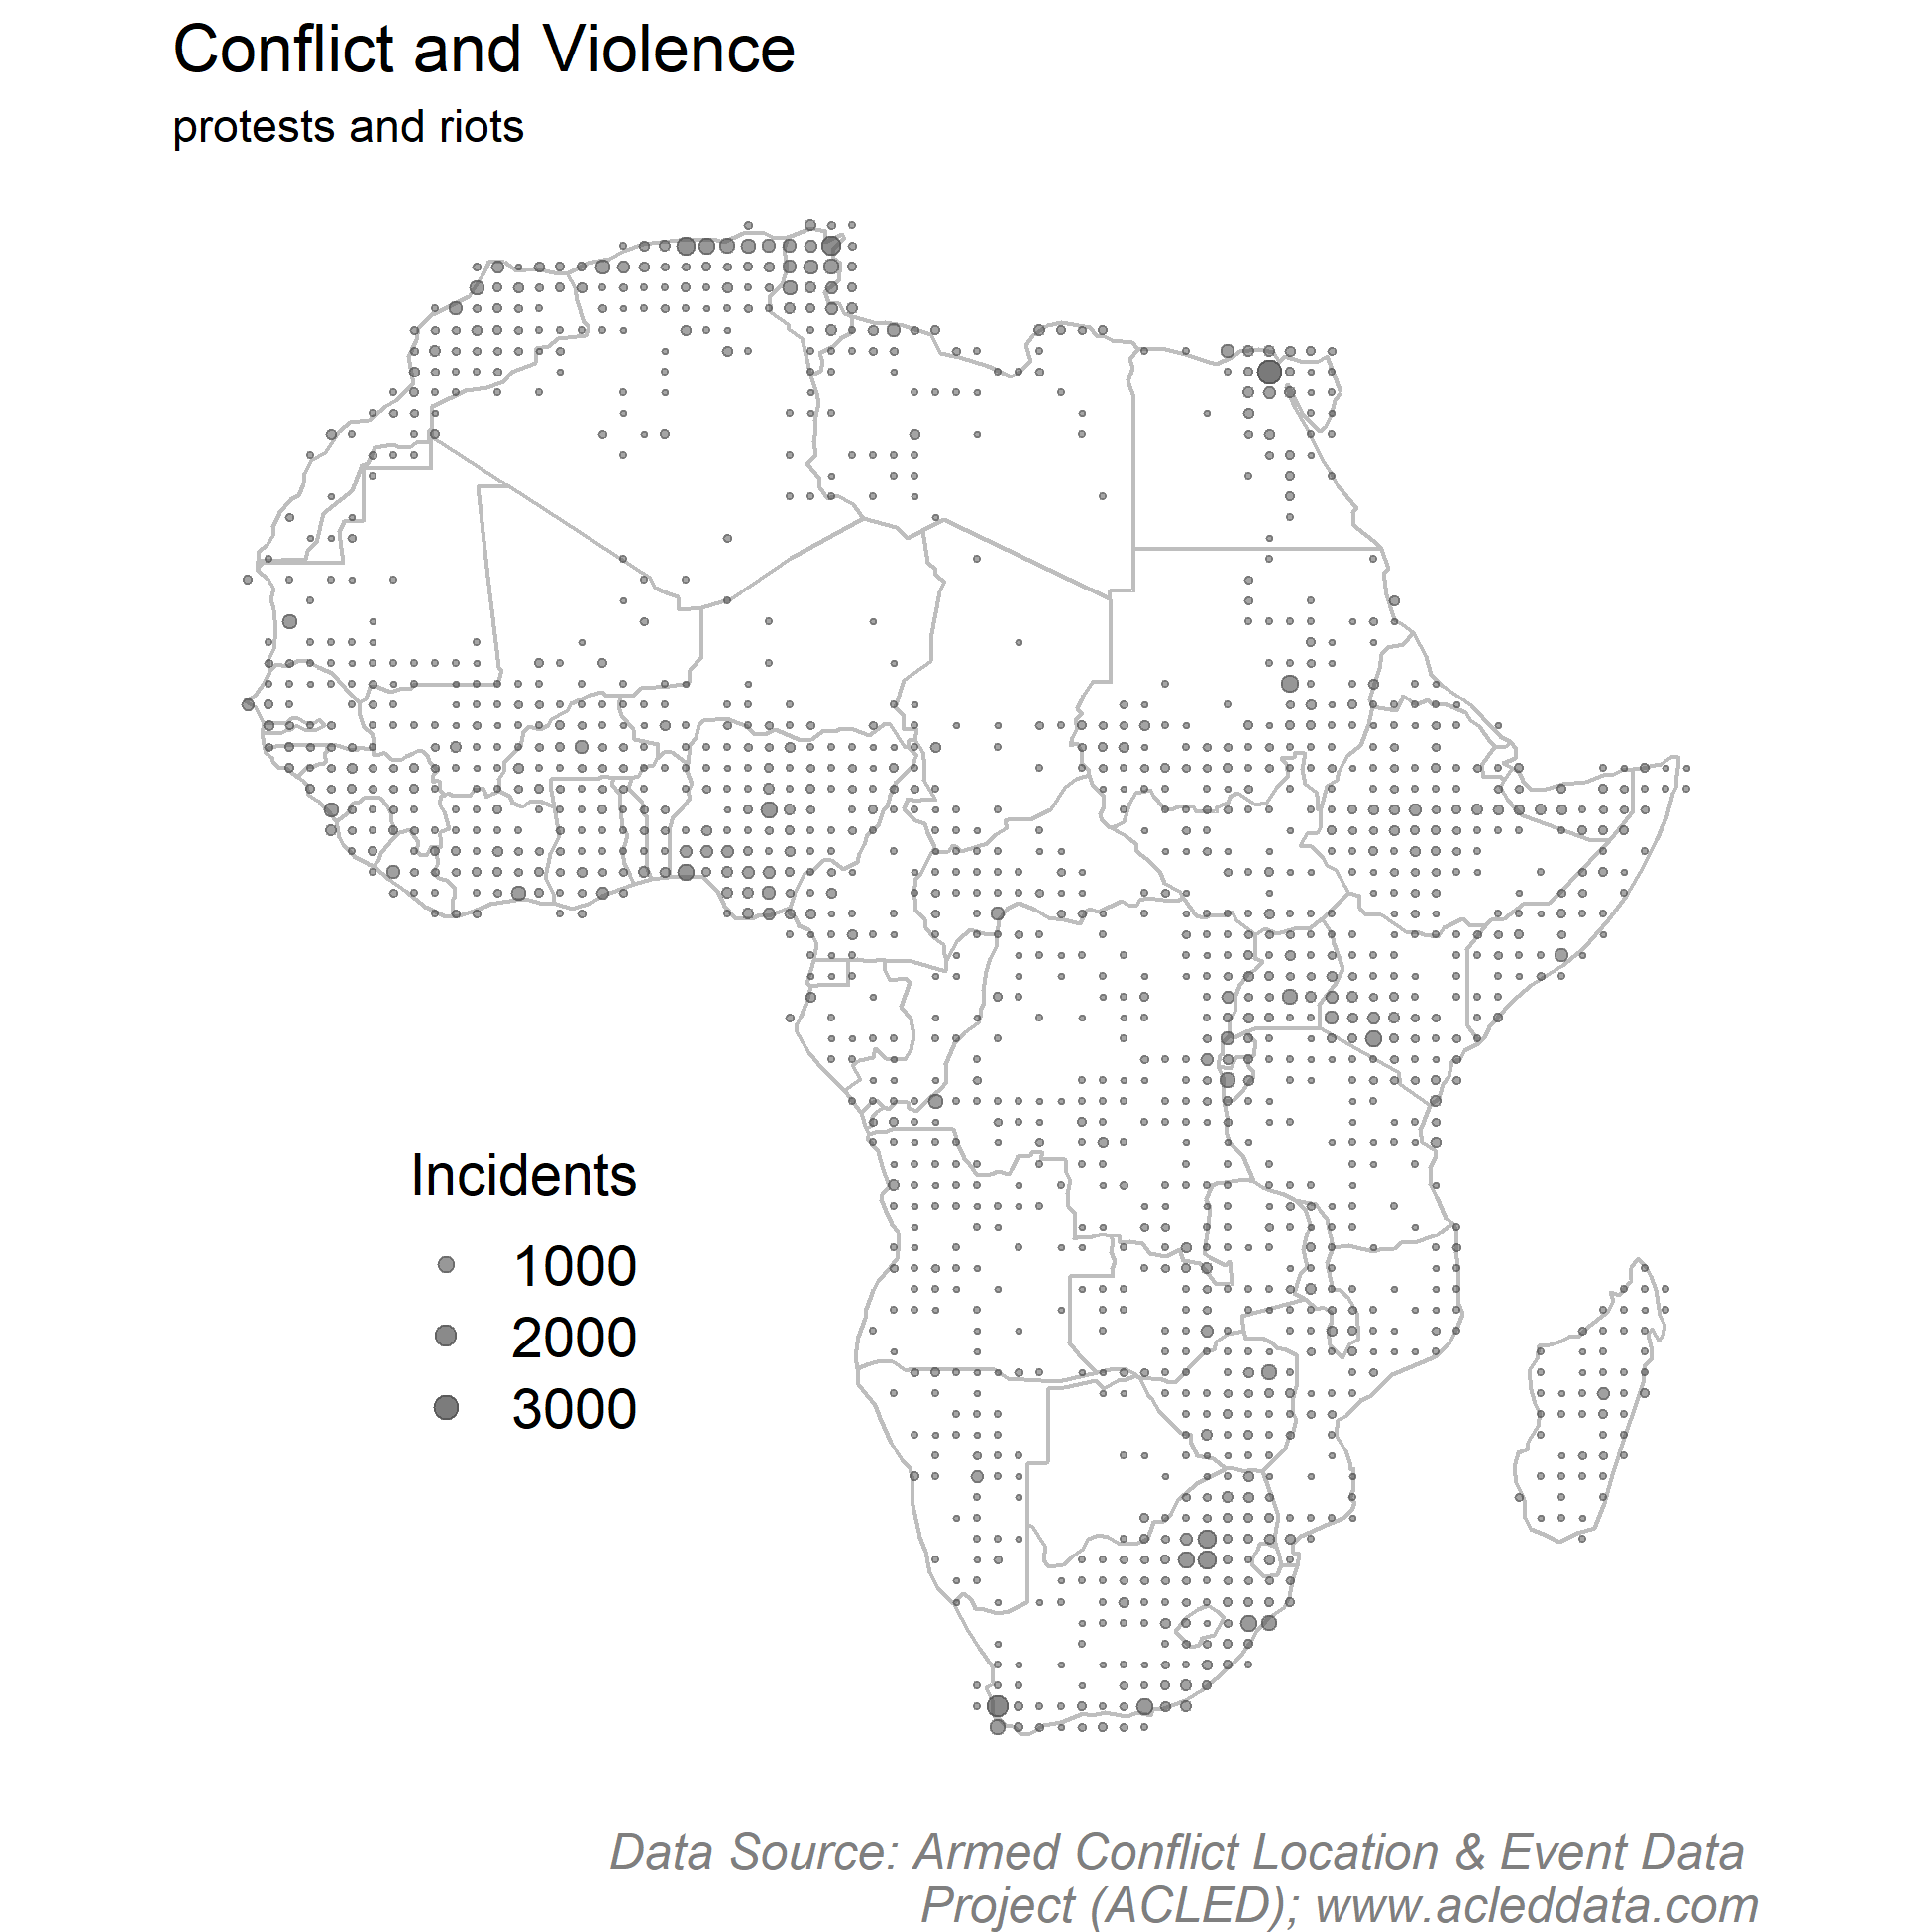 Conflict and Violence
protests and riots
Incidents
1000
2000
3000
Data Source: Armed Conflict Location & Event Data
Project (ACLED); www.acleddata.com